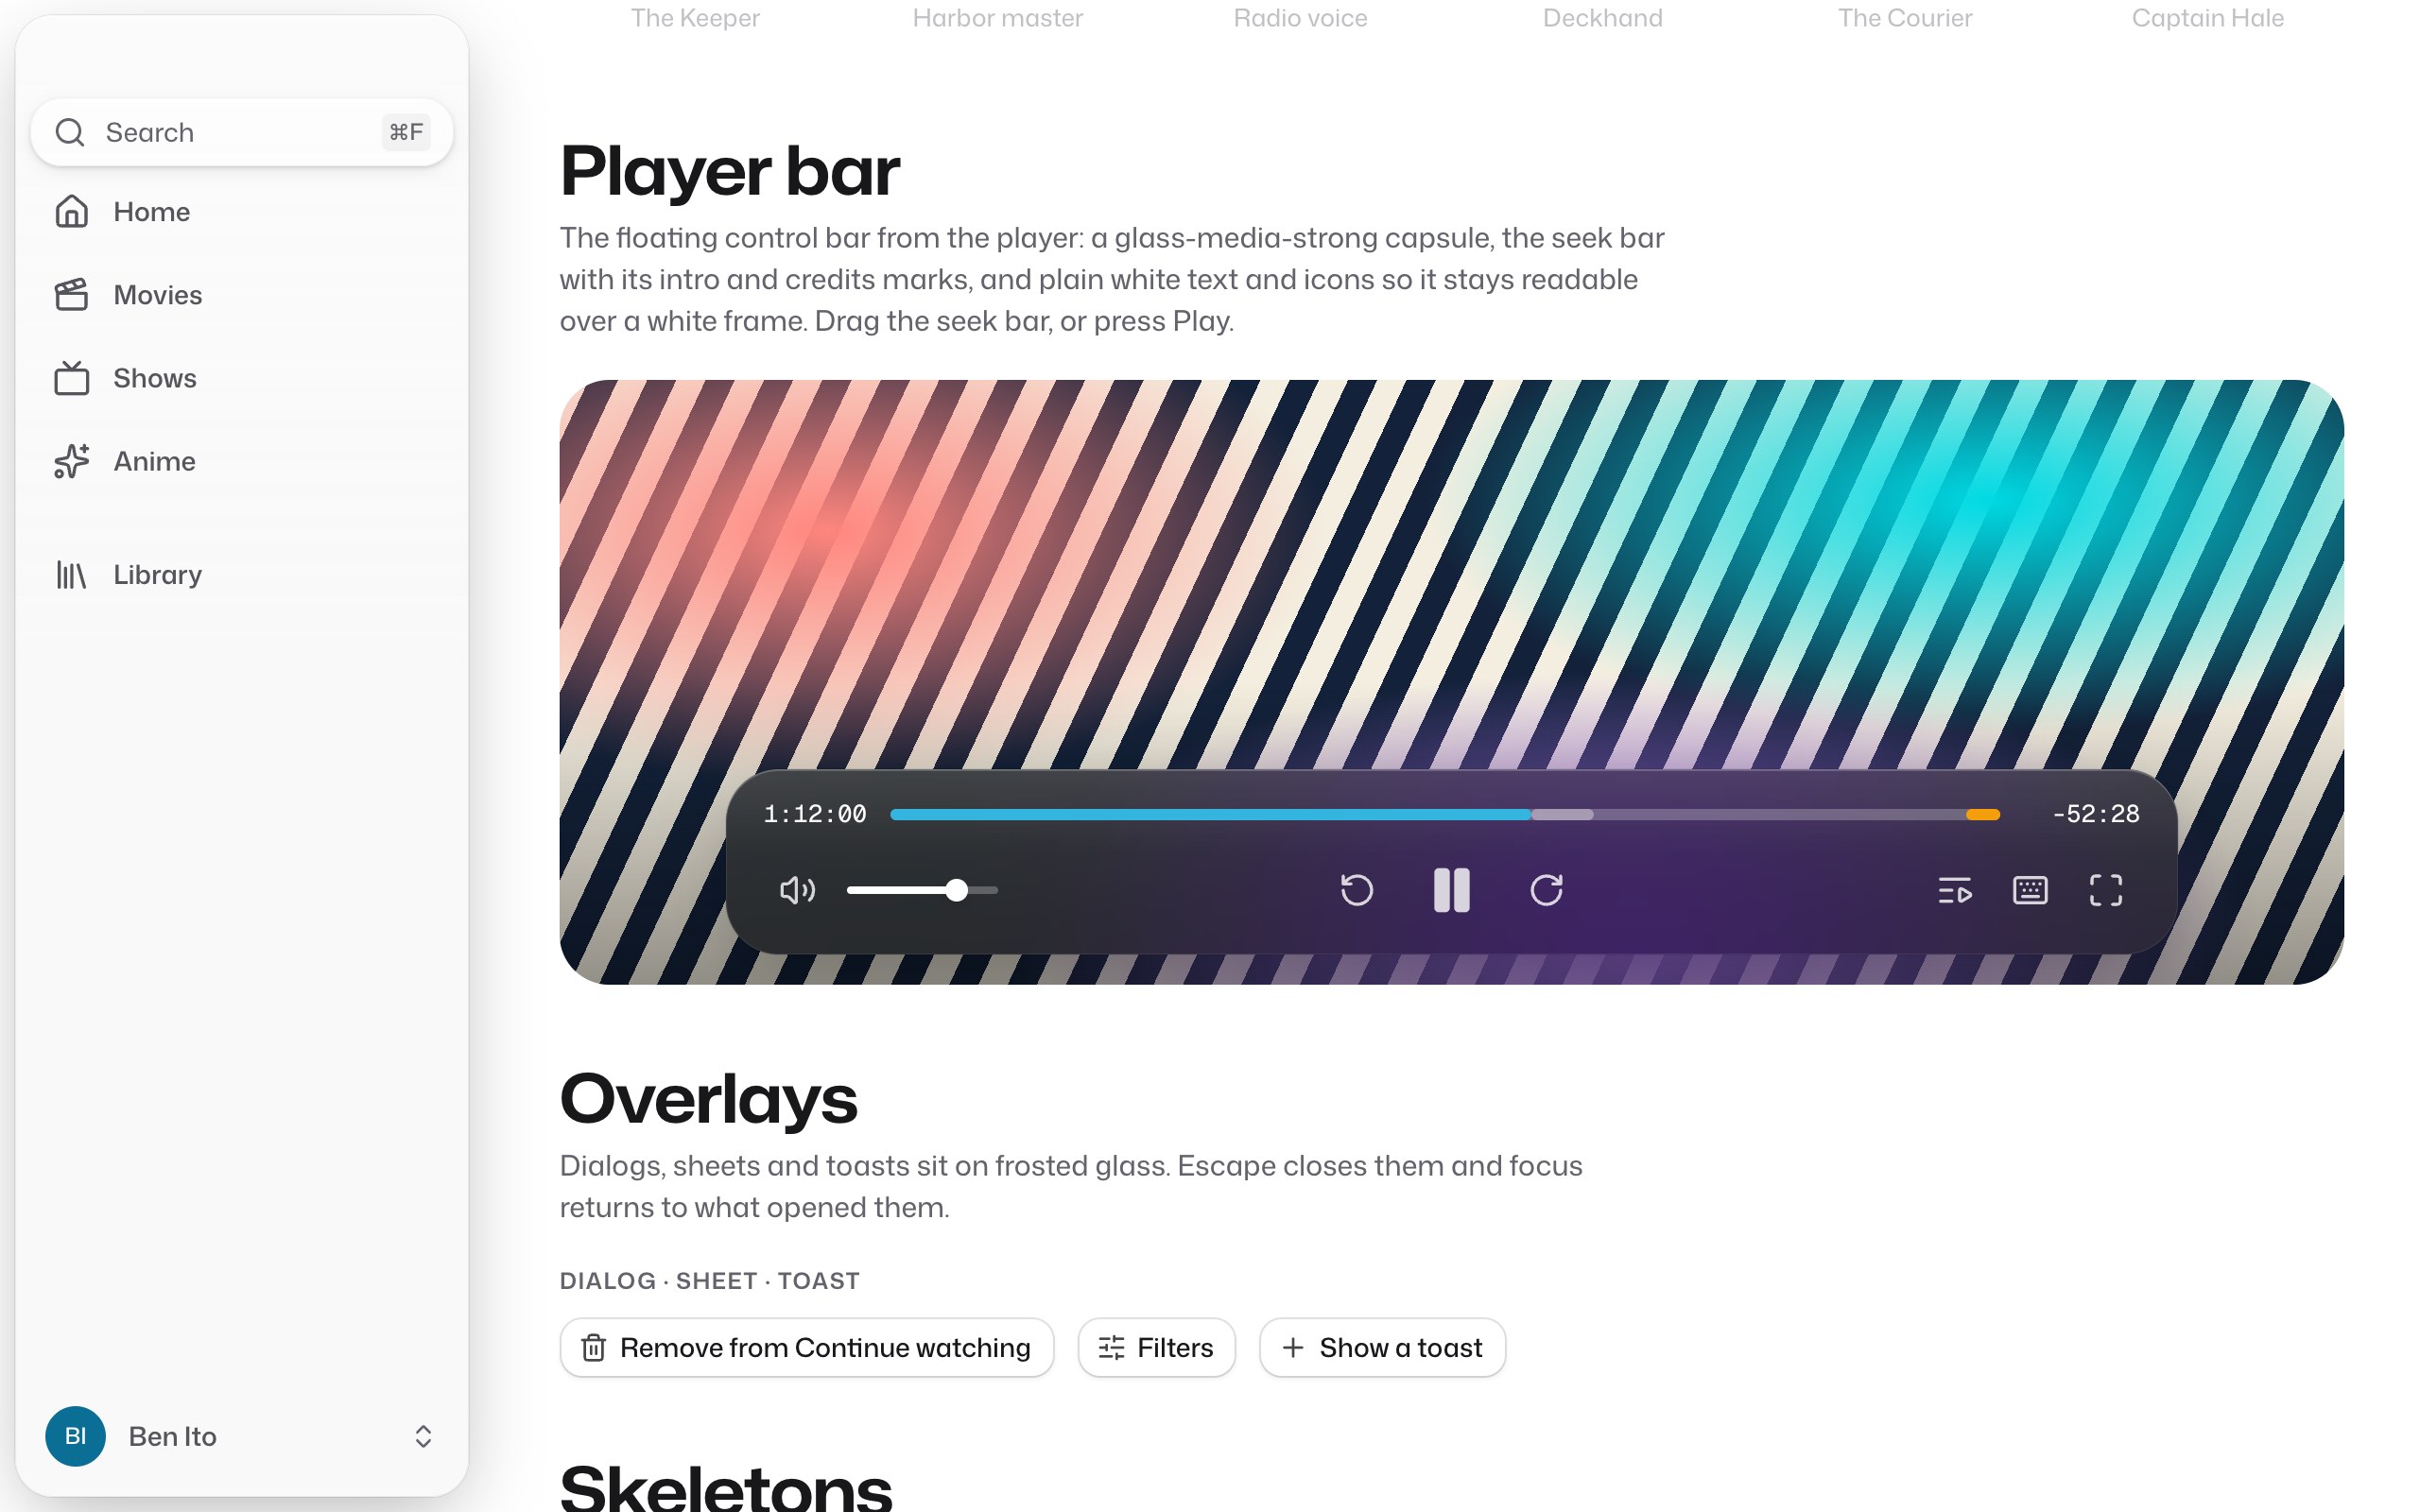 The Keeper
Harbor master
Radio voice
Deckhand
The Courier
Captain Hale
Search
⌘F
Home
Movies
Shows
Anime
Library
BI
Ben Ito
Player bar
The floating control bar from the player: a glass-media-strong capsule, the seek bar
with its intro and credits marks, and plain white text and icons so it stays readable
over a white frame. Drag the seek bar, or press Play.
1:12:00
-52:28
Overlays
Dialogs, sheets and toasts sit on frosted glass. Escape closes them and focus
returns to what opened them.
DIALOG · SHEET · TOAST
Remove from Continue watching
Filters
Show a toast
Skeletons